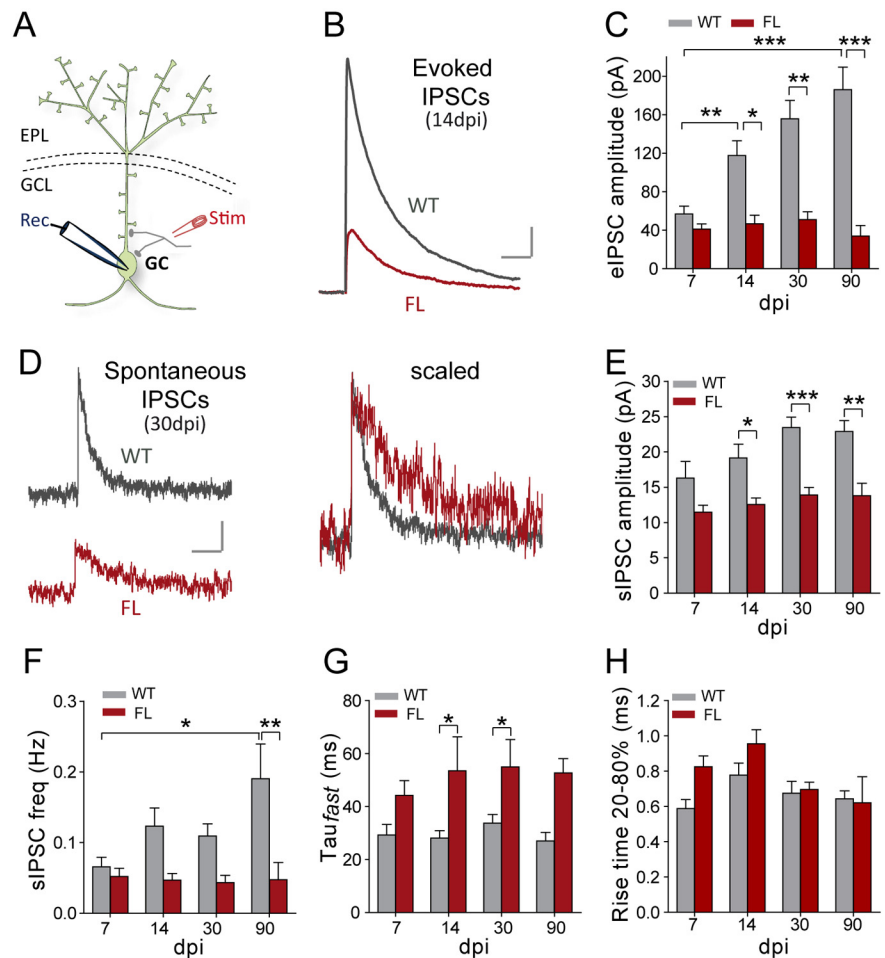 A
EPL
GCL
Rec
Stim
GC
B
Evoked
IPSCs
(14dpi)
WT
FL
C
WT
FL
***
***
**
**
*
eIPSC amplitude (pA)
200
160
120
80
40
0
7 14 30 90
dpi
D
Spontaneous
IPSCs
(30dpi)
WT
FL
scaled
E
WT
FL
***
**
*
sIPSC amplitude (pA)
30
25
20
15
10
5
0
7 14 30 90
dpi
F
WT
FL
*
**
sIPSC freq (Hz)
0.3
0.2
0.1
0.0
7 14 30 90
dpi
G
WT
FL
*
*
Taufast (ms)
80
60
40
20
0
7 14 30 90
dpi
H
WT
FL
Rise time 20-80% (ms)
1.2
1.0
0.8
0.6
0.4
0.2
0.0
7 14 30 90
dpi